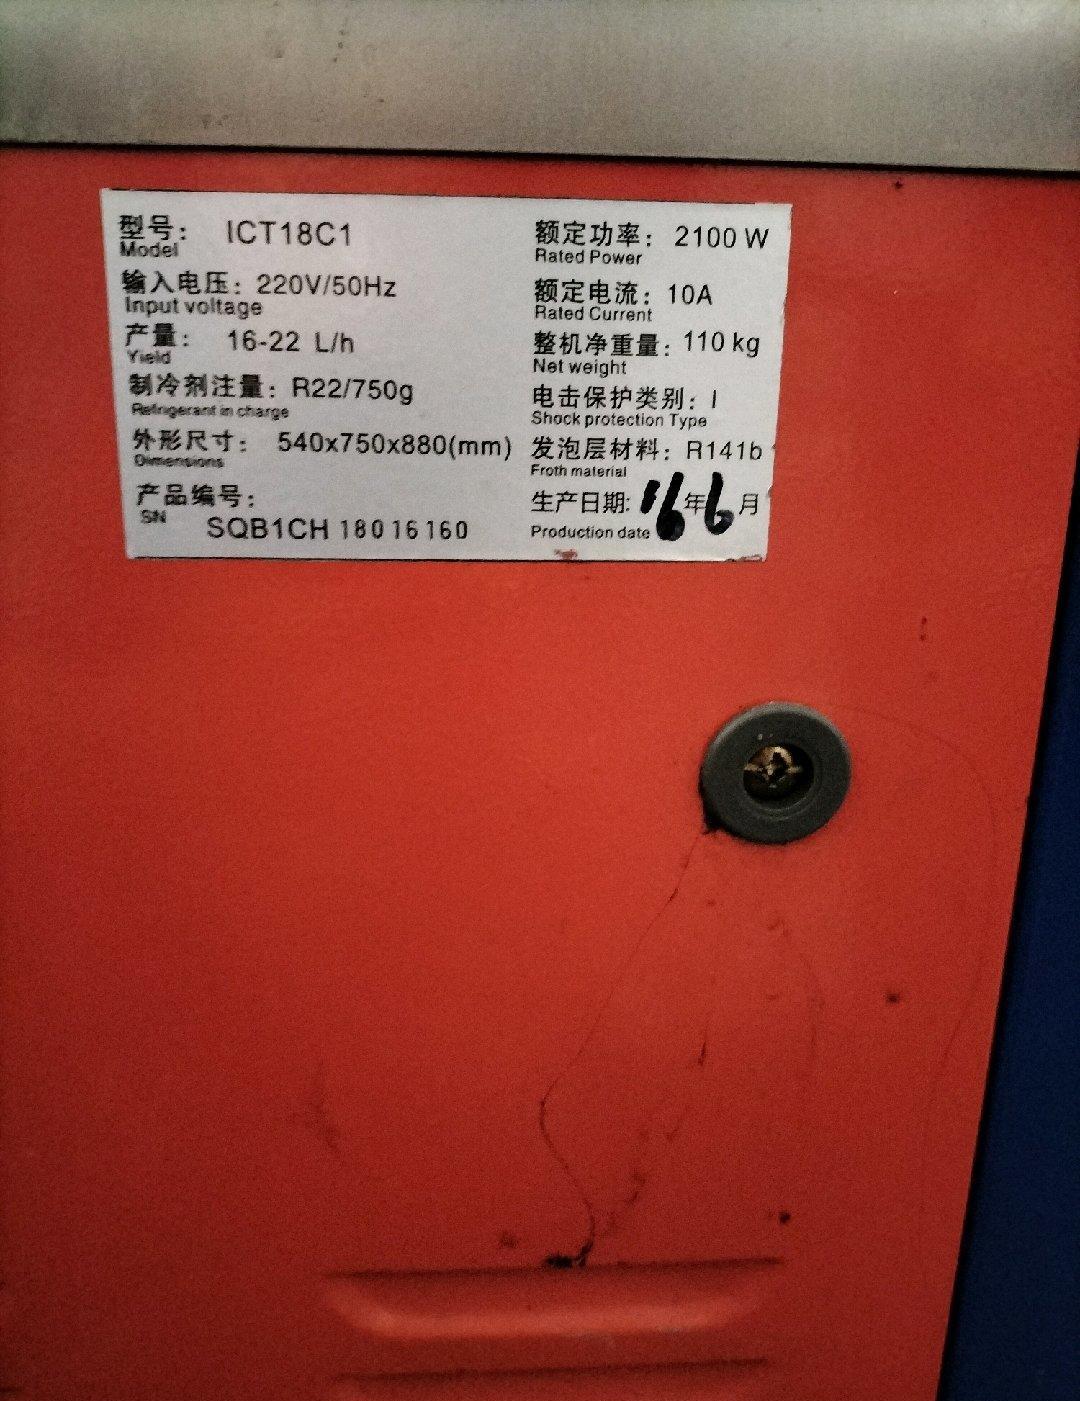 型号： ICT18C1
Model
输入电压：220V/50Hz
Input voltage
产量： 16-22 L/h
Yield
制冷剂注量：R22/750g
Refrigerant in charge
外形尺寸： 540x750x880(mm)
Dimensions
产品编号：
SN SQB1CH 18016160
额定功率： 2100 W
Rated Power
额定电流：10A
Rated Current
整机净重量：110 kg
Net weight
电击保护类别：I
Shock protection Type
发泡层材料：R141b
Froth material
生产日期: 16年6月
Production date